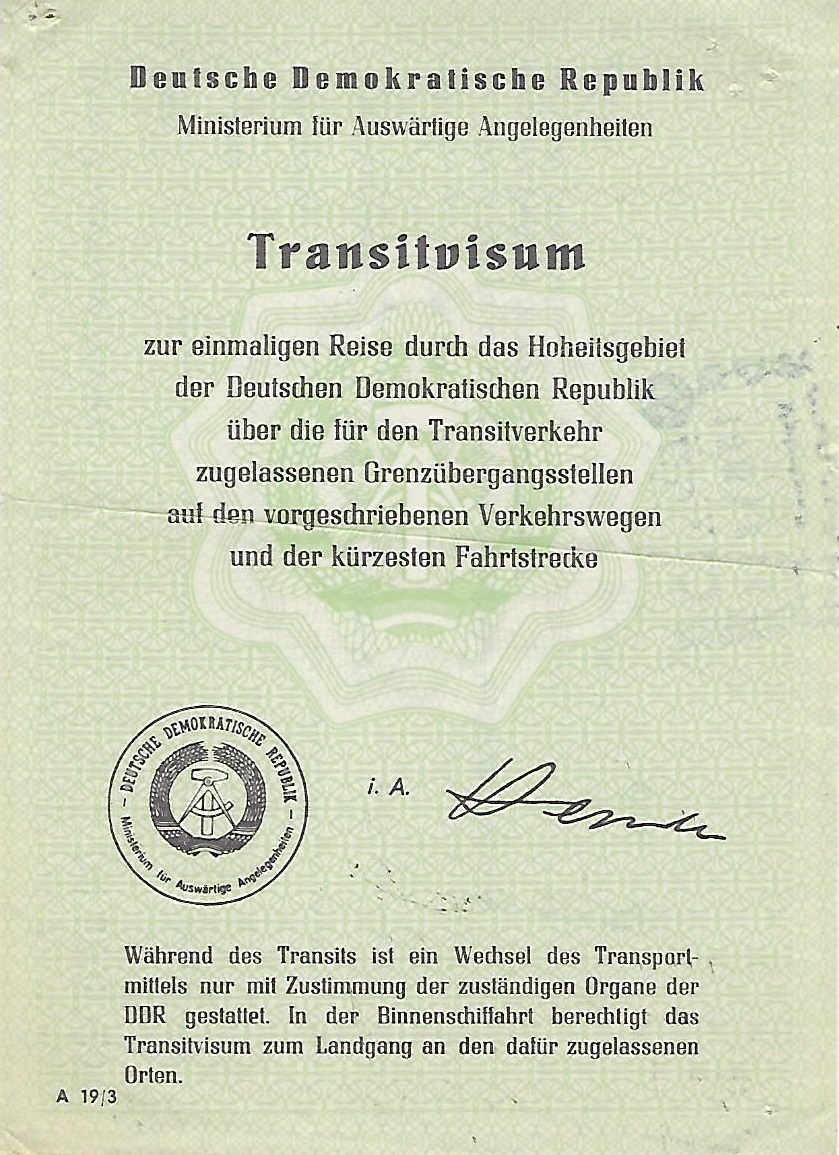 Deutsche Demokratische Republik
Ministerium für Auswärtige Angelegenheiten
Transitvisum
zur einmaligen Reise durch das Hoheitsgebiet
der Deutschen Demokratischen Republik
über die für den Transitverkehr
zugelassenen Grenzübergangsstellen
auf den vorgeschriebenen Verkehrswegen
und der kürzesten Fahrtstrecke
– DEUTSCHE DEMOKRATISCHE REPUBLIK –
Ministerium für Auswärtige Angelegenheiten
i. A.
Während des Transits ist ein Wechsel des Transport-
mittels nur mit Zustimmung der zuständigen Organe der
DDR gestattet. In der Binnenschiffahrt berechtigt das
Transitvisum zum Landgang an den dafür zugelassenen
Orten.
A 19/3